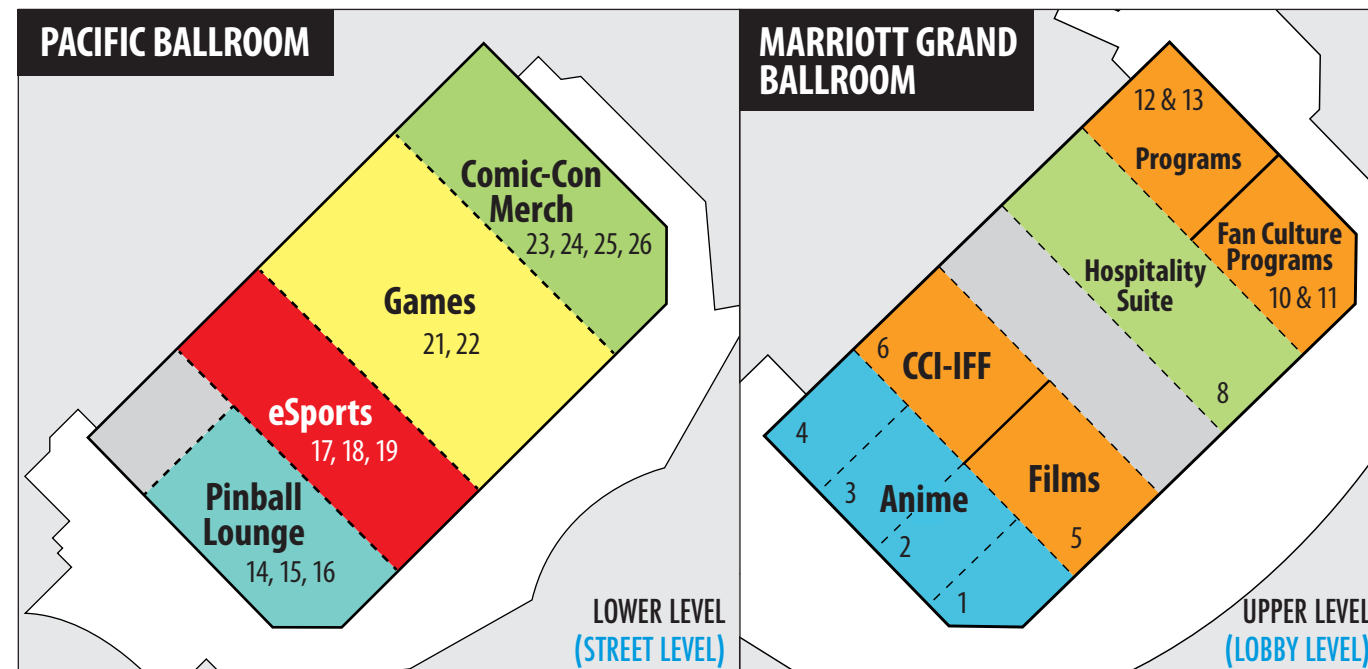 PACIFIC BALLROOM
Comic-Con
Merch
23, 24, 25, 26
Games
21, 22
eSports
17, 18, 19
Pinball
Lounge
14, 15, 16
LOWER LEVEL
(STREET LEVEL)
MARRIOTT GRAND
BALLROOM
12 & 13
Programs
Fan Culture
Programs
10 & 11
Hospitality
Suite
8
6
CCI-IFF
Films
5
4
3
Anime
2
1
UPPER LEVEL
(LOBBY LEVEL)